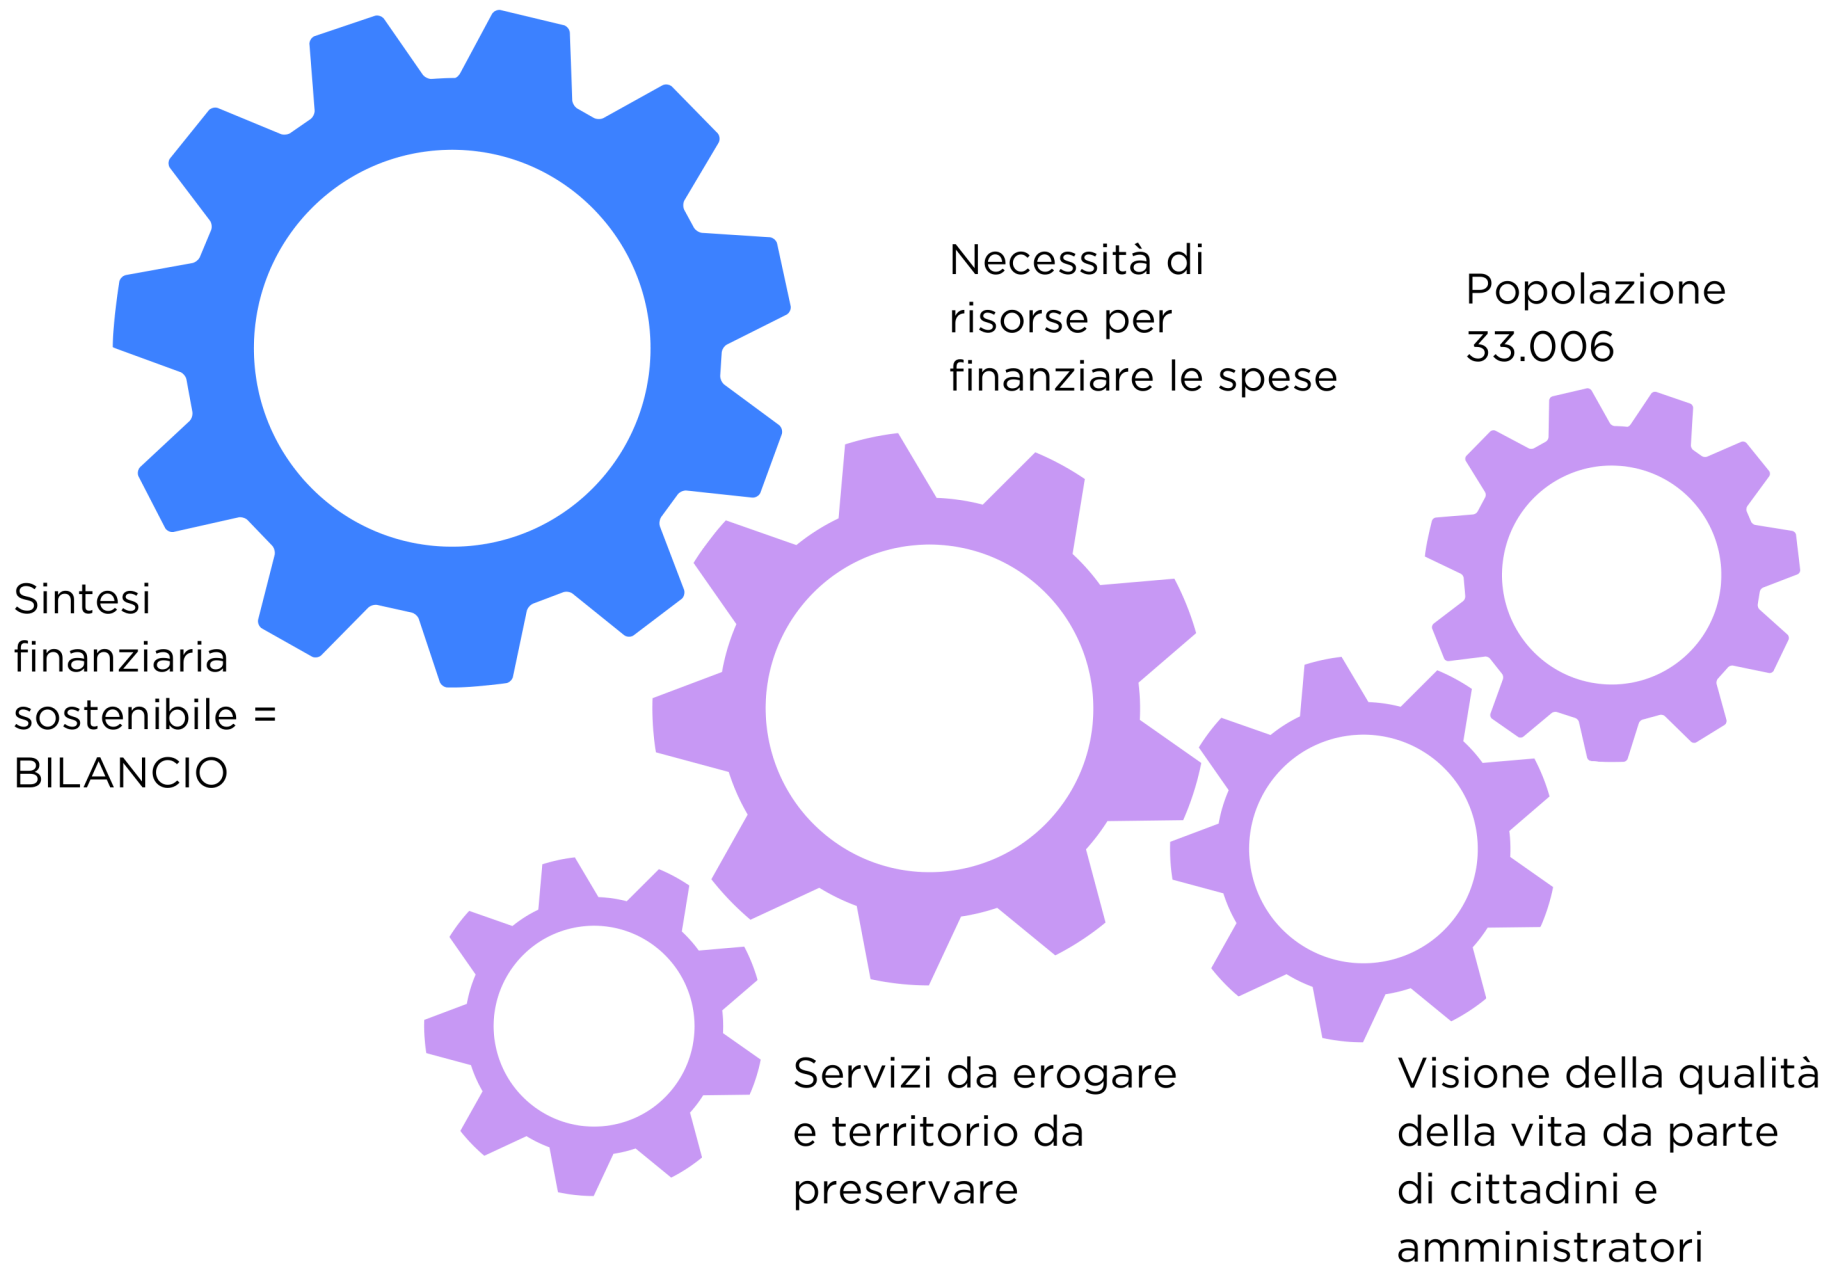 Necessità di
risorse per
finanziare le spese
Popolazione
33.006
Sintesi
finanziaria
sostenibile =
BILANCIO
Servizi da erogare
e territorio da
preservare
Visione della qualità
della vita da parte
di cittadini e
amministratori